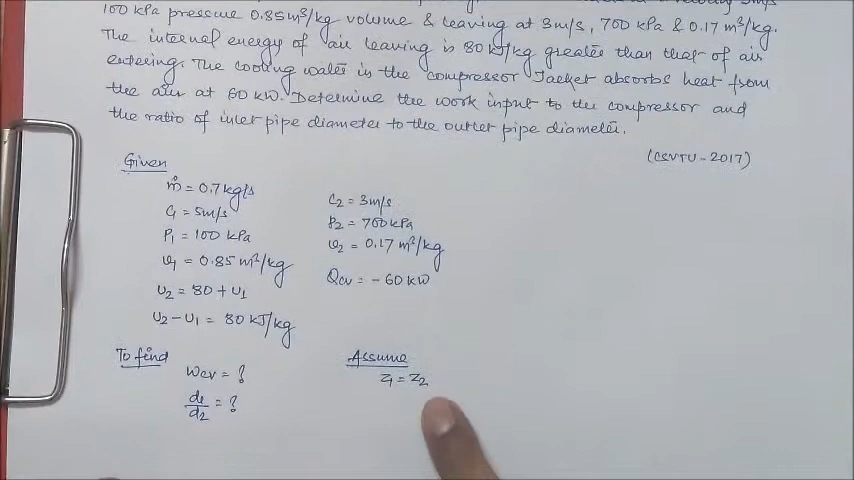 100 kPa pressure 0.85 m³/kg volume & leaving at 3m/s, 700 kPa & 0.17 m³/kg.
The internal energy of air leaving is 80 kJ/kg greater than that of air
entering. The cooling water in the compressor Jacket absorbs heat from
the air at 60 kW. Determine the work input to the compressor and
the ratio of inlet pipe diameter to the outlet pipe diameter.
(CSVTU - 2017)
Given
ṁ = 0.7 kg/s
C₁ = 5m/s
P₁ = 100 kPa
v₁ = 0.85 m³/kg
U₂ = 80 + U₁
U₂ - U₁ = 80 kJ/kg
C₂ = 3m/s
P₂ = 700 kPa
v₂ = 0.17 m³/kg
Qcv = - 60 kW
To find
Wcv = ?
d₁/d₂ = ?
Assume
Z₁ = Z₂